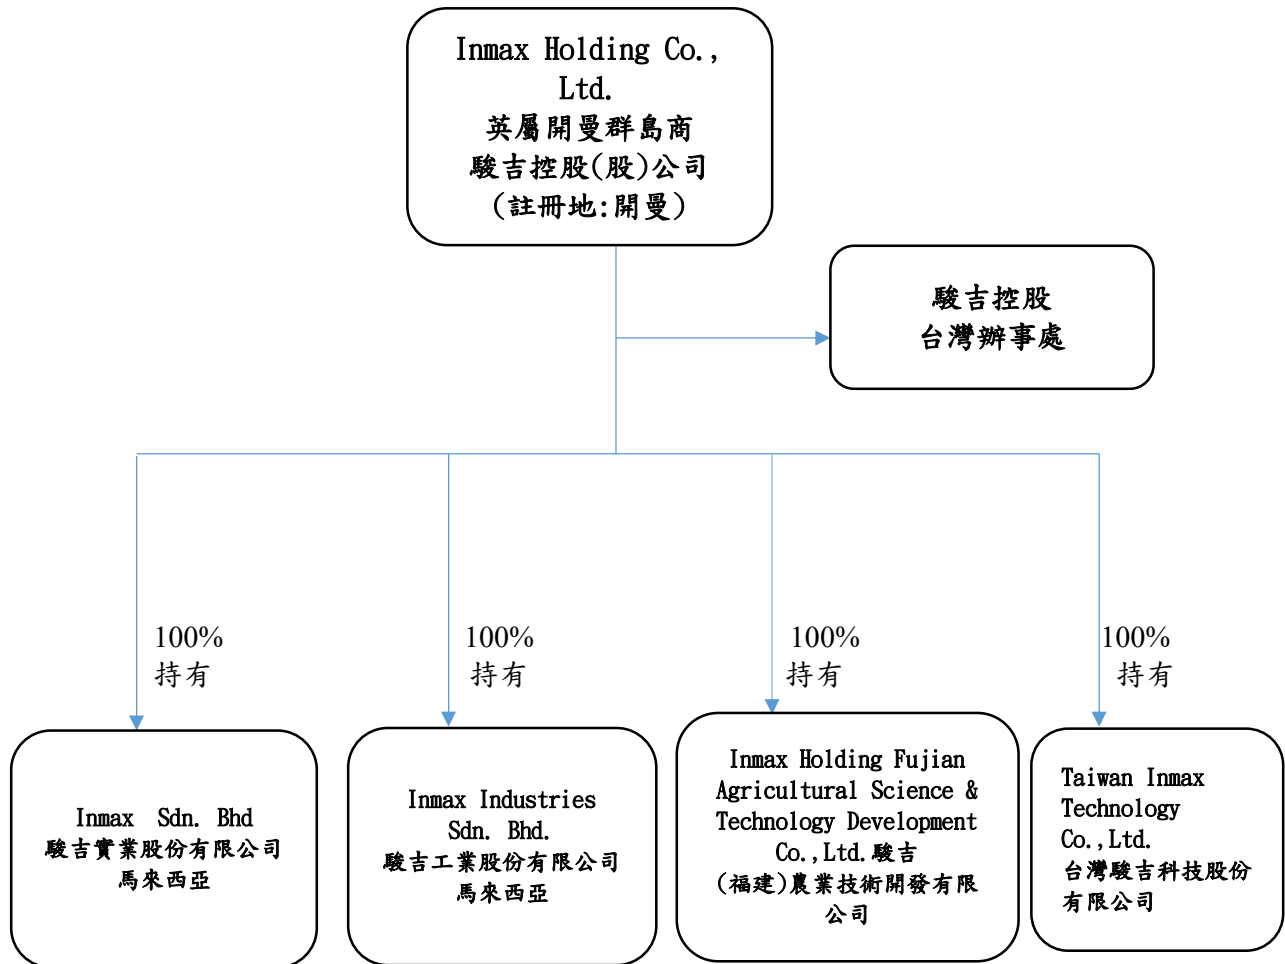 Inmax Holding Co.,
Ltd.
英屬開曼群島商
駿吉控股(股)公司
(註冊地:開曼)
駿吉控股
台灣辦事處
100%
持有
100%
持有
100%
持有
100%
持有
Inmax Sdn. Bhd
駿吉實業股份有限公司
馬來西亞
Inmax Industries
Sdn. Bhd.
駿吉工業股份有限公司
馬來西亞
Inmax Holding Fujian
Agricultural Science &
Technology Development
Co.,Ltd.駿吉
(福建)農業技術開發有限
公司
Taiwan Inmax
Technology
Co.,Ltd.
台灣駿吉科技股份
有限公司